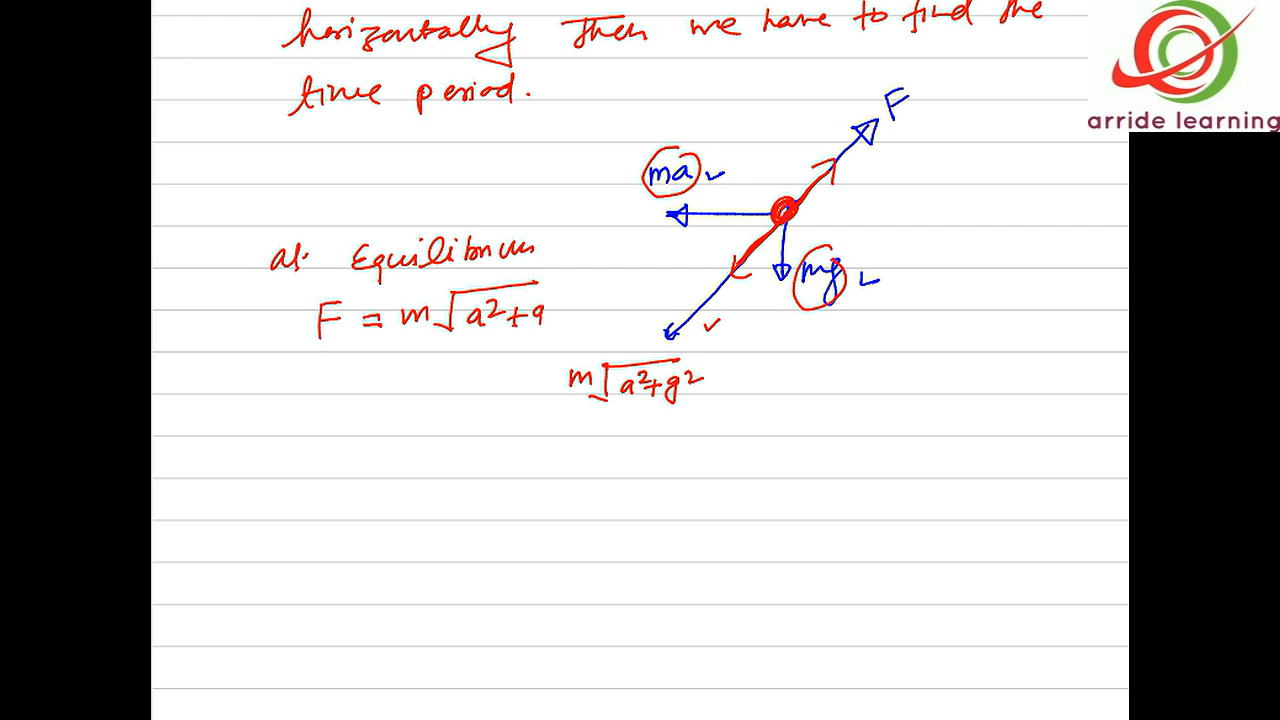 horizontally Then we have to find the
time period.
arride learning
F
ma
at Equilibrium
mg
F = m√a²+g
m√a²+g²